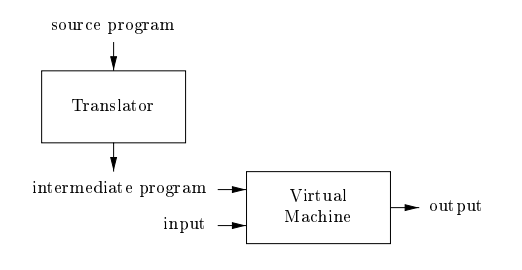 source program
Translator
intermediate program
input
Virtual
Machine
output